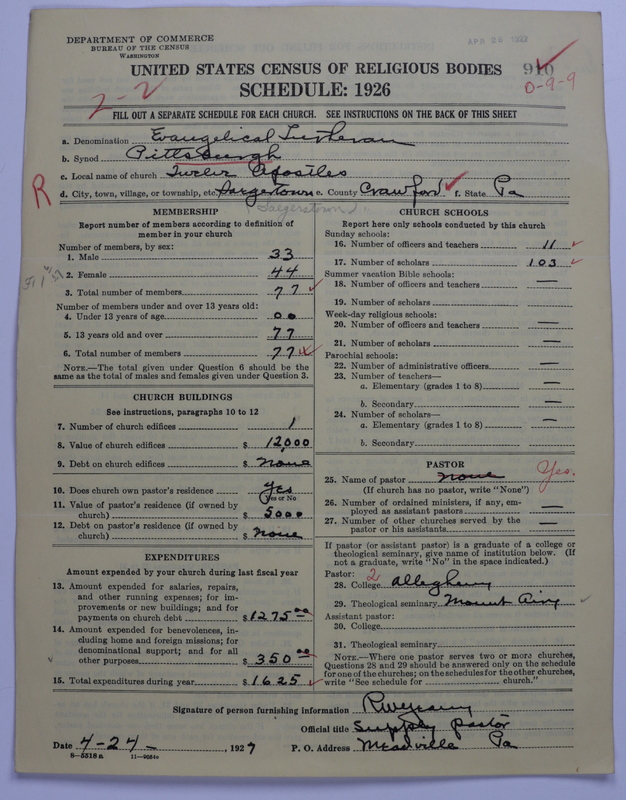 DEPARTMENT OF COMMERCE
BUREAU OF THE CENSUS
WASHINGTON
APR 26 1927
UNITED STATES CENSUS OF RELIGIOUS BODIES
SCHEDULE: 1926
910
0-9-9
2-2
FILL OUT A SEPARATE SCHEDULE FOR EACH CHURCH. SEE INSTRUCTIONS ON THE BACK OF THIS SHEET
a. Denomination Evangelical Lutheran
b. Synod Pittsburgh
c. Local name of church Twelve Apostles
R
d. City, town, village, or township, etc. Saegertown e. County Crawford f. State Pa
(Saegerstown)
MEMBERSHIP
Report number of members according to definition of member in your church
Number of members, by sex:
1. Male 33
2. Female 44
3. Total number of members 77
Number of members under and over 13 years old:
4. Under 13 years of age 00
5. 13 years old and over 77
6. Total number of members 77
NOTE.—The total given under Question 6 should be same as the total of males and females given under Question 3.
CHURCH BUILDINGS
See instructions, paragraphs 10 to 12
7. Number of church edifices 1
8. Value of church edifices $ 12,000
9. Debt on church edifices $ None
10. Does church own pastor's residence Yes
Yes or No
11. Value of pastor's residence (if owned by church) $ 5000
12. Debt on pastor's residence (if owned by church) $ None
EXPENDITURES
Amount expended by your church during last fiscal year
13. Amount expended for salaries, repairs, and other running expenses; for improvements or new buildings; and for payments on church debt $ 1275 00
14. Amount expended for benevolences, including home and foreign missions; for denominational support; and for all other purposes $ 350 00
15. Total expenditures during year $ 1625
CHURCH SCHOOLS
Report here only schools conducted by this church
Sunday schools:
16. Number of officers and teachers 11
17. Number of scholars 103
Summer vacation Bible schools:
18. Number of officers and teachers —
19. Number of scholars
Week-day religious schools:
20. Number of officers and teachers —
21. Number of scholars —
Parochial schools:
22. Number of administrative officers —
23. Number of teachers—
a. Elementary (grades 1 to 8) —
b. Secondary —
24. Number of scholars—
a. Elementary (grades 1 to 8) —
b. Secondary —
PASTOR
25. Name of pastor None
Yes.
(If church has no pastor, write "None")
26. Number of ordained ministers, if any, employed as assistant pastors —
27. Number of other churches served by the pastor or his assistants —
If pastor (or assistant pastor) is a graduate of a college or theological seminary, give name of institution below. (If not a graduate, write "No" in the space indicated.)
Pastor: 2
28. College Allegheny
29. Theological seminary Mount Airy
Assistant pastor:
30. College
31. Theological seminary
NOTE.—Where one pastor serves two or more churches, Questions 28 and 29 should be answered only on the schedule for one of the churches; on the schedules for the other churches, write "See schedule for church."
Signature of person furnishing information
Official title Supply pastor
Date 4-24-, 1927 P. O. Address Meadville Pa
8-5518a 11-9684a